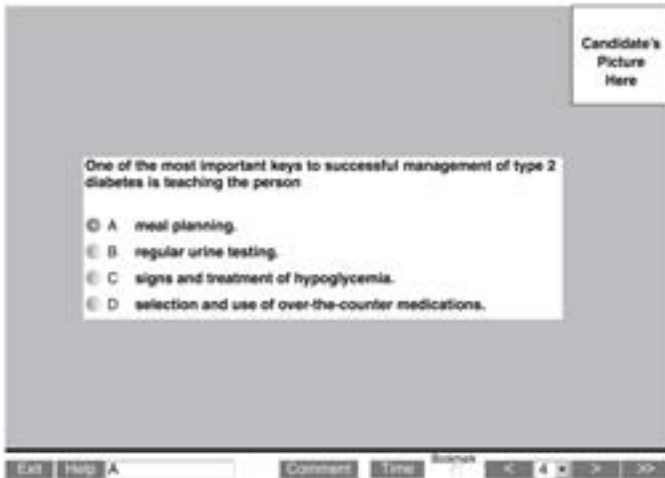 Candidate's
Picture
Here
One of the most important keys to successful management of type 2
diabetes is teaching the person
A meal planning.
B regular urine testing.
C signs and treatment of hypoglycemia.
D selection and use of over-the-counter medications.
Bookmark
Exit Help A Comment Time < 4 > >>